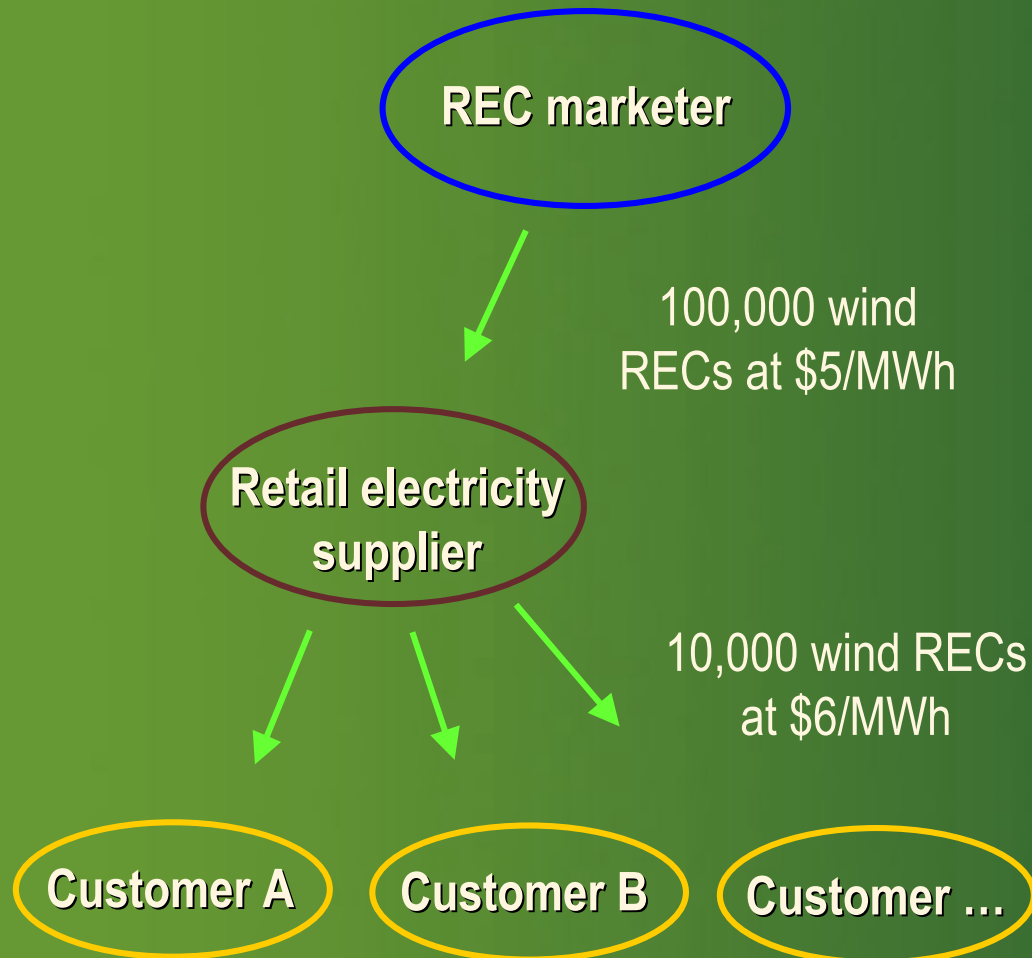 REC marketer
100,000 wind
RECs at $5/MWh
Retail electricity
supplier
10,000 wind RECs
at $6/MWh
Customer A
Customer B
Customer …